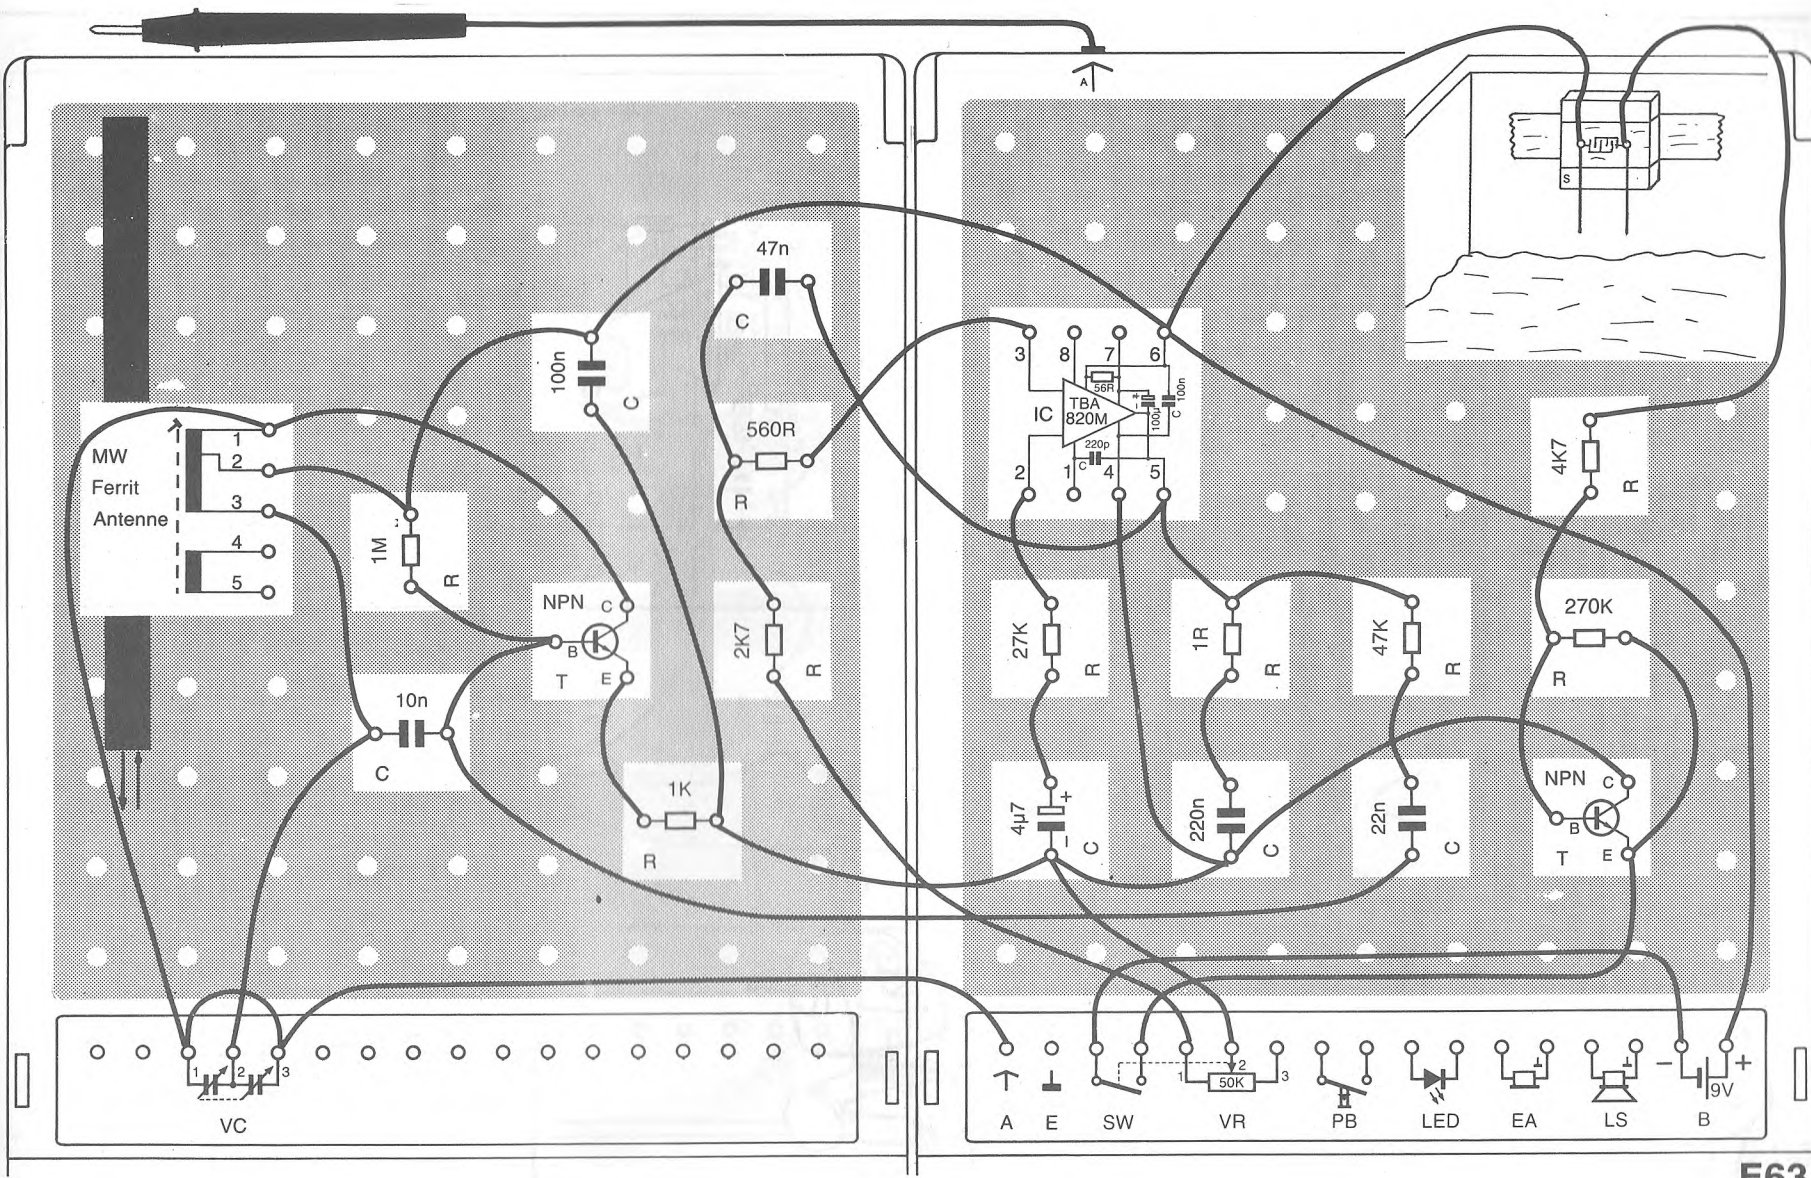 A
S
47n
C
100n
C
560R
R
3 8 7 6
56R
IC
TBA
820M
- +
100µ
C
100n
220p
C
2 1 4 5
4K7
R
MW
Ferrit
Antenne
1
2
3
4
5
1M
R
NPN
C
B
E
T
2K7
R
27K
R
1R
R
47K
R
270K
R
10n
C
1K
R
4µ7
+
-
C
220n
C
22n
C
NPN
C
B
E
T
1 2 3
VC
1 2 3
50K
- +
9V
A E SW VR PB LED EA LS B
E63